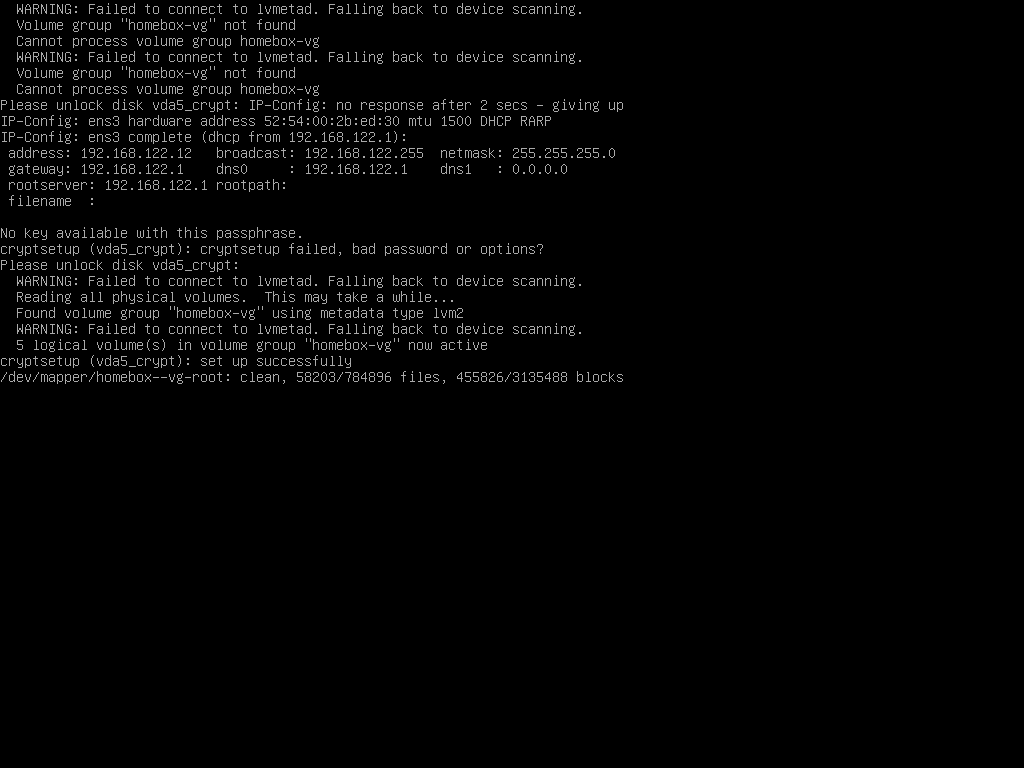 WARNING: Failed to connect to lvmetad. Falling back to device scanning.
Volume group "homebox-vg" not found
Cannot process volume group homebox-vg
WARNING: Failed to connect to lvmetad. Falling back to device scanning.
Volume group "homebox-vg" not found
Cannot process volume group homebox-vg
Please unlock disk vda5_crypt: IP-Config: no response after 2 secs - giving up
IP-Config: ens3 hardware address 52:54:00:2b:ed:30 mtu 1500 DHCP RARP
IP-Config: ens3 complete (dhcp from 192.168.122.1):
address: 192.168.122.12   broadcast: 192.168.122.255  netmask: 255.255.255.0
gateway: 192.168.122.1    dns0     : 192.168.122.1    dns1   : 0.0.0.0
rootserver: 192.168.122.1 rootpath:
filename  :
No key available with this passphrase.
cryptsetup (vda5_crypt): cryptsetup failed, bad password or options?
Please unlock disk vda5_crypt:
WARNING: Failed to connect to lvmetad. Falling back to device scanning.
Reading all physical volumes.  This may take a while...
Found volume group "homebox-vg" using metadata type lvm2
WARNING: Failed to connect to lvmetad. Falling back to device scanning.
5 logical volume(s) in volume group "homebox-vg" now active
cryptsetup (vda5_crypt): set up successfully
/dev/mapper/homebox--vg-root: clean, 58203/784896 files, 455826/3135488 blocks